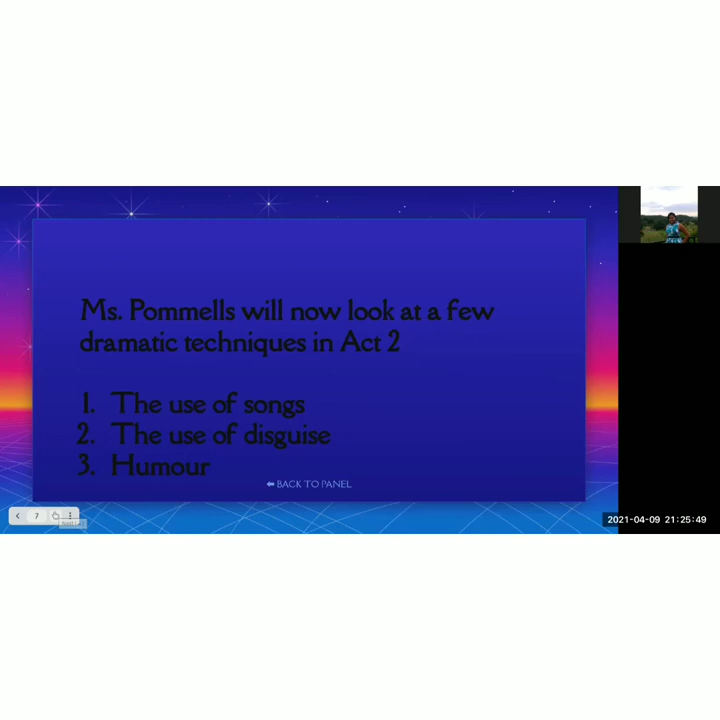 Ms. Pommells will now look at a few
dramatic techniques in Act 2
1. The use of songs
2. The use of disguise
3. Humour
BACK TO PANEL
7
2021-04-09 21:25:49